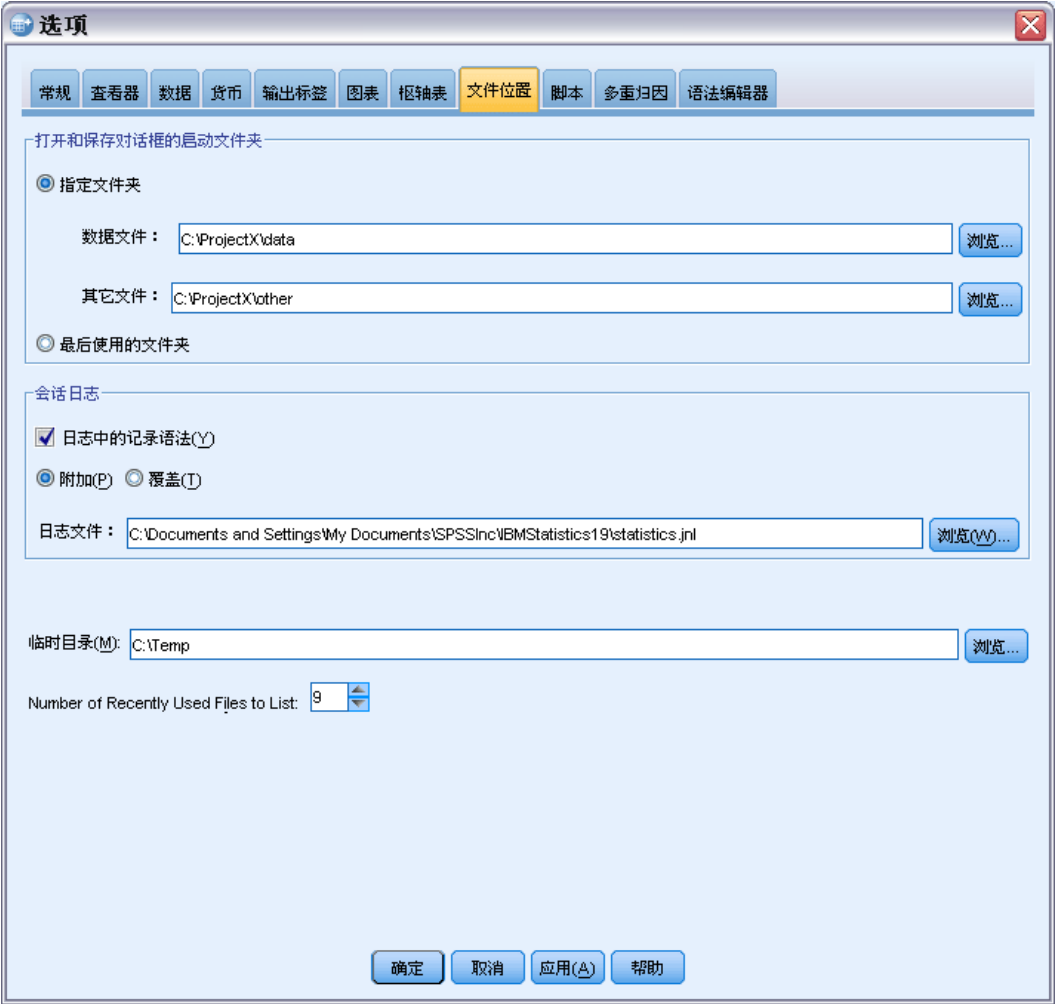 选项
常规 查看器 数据 货币 输出标签 图表 枢轴表 文件位置 脚本 多重归因 语法编辑器
打开和保存对话框的启动文件夹
指定文件夹
数据文件： C:\ProjectX\data 浏览...
其它文件： C:\ProjectX\other 浏览...
最后使用的文件夹
会话日志
日志中的记录语法(Y)
附加(P) 覆盖(T)
日志文件： C:\Documents and Settings\My Documents\SPSSInc\IBMStatistics19\statistics.jnl 浏览(W)...
临时目录(M): C:\Temp 浏览...
Number of Recently Used Files to List: 9
确定 取消 应用(A) 帮助